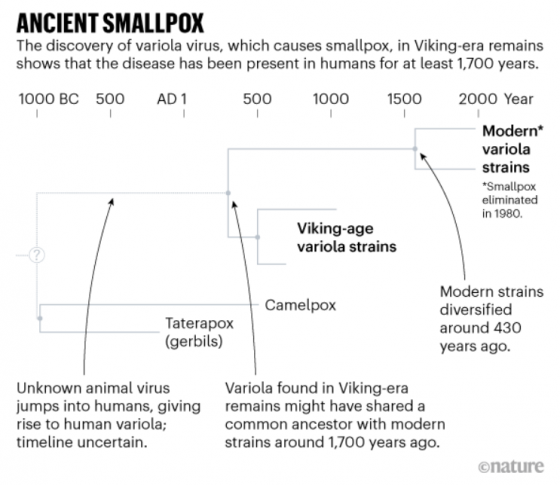 ANCIENT SMALLPOX
The discovery of variola virus, which causes smallpox, in Viking-era remains
shows that the disease has been present in humans for at least 1,700 years.
1000 BC 500 AD 1 500 1000 1500 2000 Year
Modern*
variola
strains
*Smallpox
eliminated
in 1980.
Viking-age
variola strains
?
Camelpox
Taterapox
(gerbils)
Modern strains
diversified
around 430
years ago.
Unknown animal virus
jumps into humans, giving
rise to human variola;
timeline uncertain.
Variola found in Viking-era
remains might have shared a
common ancestor with modern
strains around 1,700 years ago.
©nature